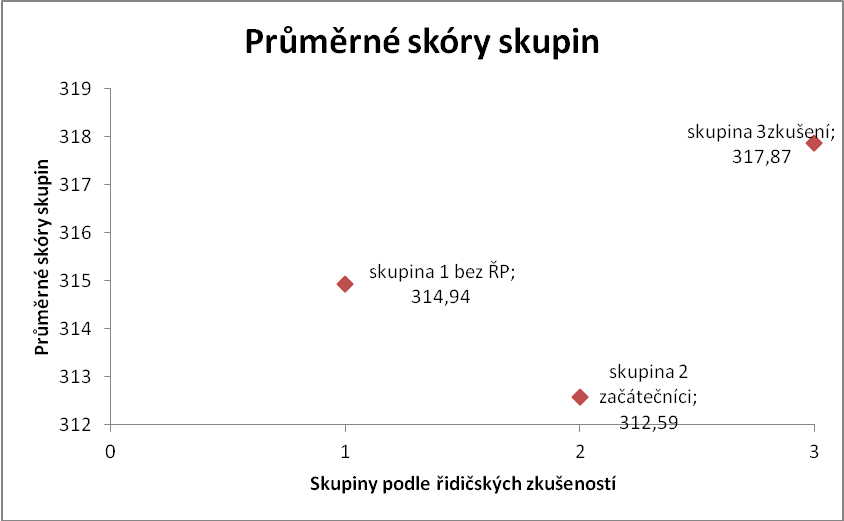 Průměrné skóry skupin
Průměrné skóry skupin
319
318
317
316
315
314
313
312
skupina 3zkušení;
317,87
skupina 1 bez ŘP;
314,94
skupina 2
začátečníci;
312,59
0
1
2
3
Skupiny podle řidičských zkušeností